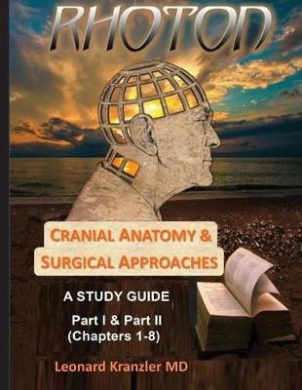 RHOTON
CRANIAL ANATOMY &
SURGICAL APPROACHES
A STUDY GUIDE
Part I & Part II
(Chapters 1-8)
Leonard Kranzler MD